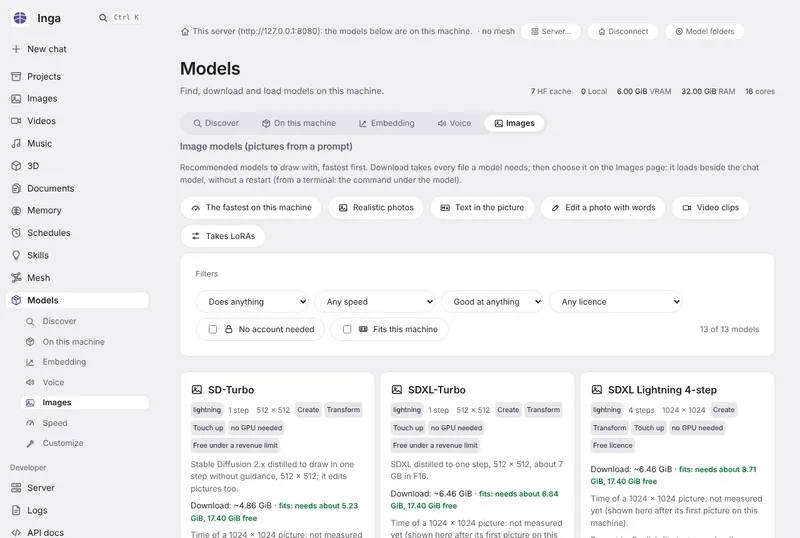 Inga
Ctrl K
New chat
Projects
Images
Videos
Music
3D
Documents
Memory
Schedules
Skills
Mesh
Models
Discover
On this machine
Embedding
Voice
Images
Speed
Customize
Developer
Server
Logs
API docs
This server (http://127.0.0.1:8080): the models below are on this machine. · no mesh
Server...
Disconnect
Model folders
Models
Find, download and load models on this machine.
7 HF cache 0 Local 6.00 GiB VRAM 32.00 GiB RAM 16 cores
Discover
On this machine
Embedding
Voice
Images
Image models (pictures from a prompt)
Recommended models to draw with, fastest first. Download takes every file a model needs; then choose it on the Images page: it loads beside the chat
model, without a restart (from a terminal: the command under the model).
The fastest on this machine
Realistic photos
Text in the picture
Edit a photo with words
Video clips
Takes LoRAs
Filters
Does anything
Any speed
Good at anything
Any licence
No account needed
Fits this machine
13 of 13 models
SD-Turbo
lightning 1 step 512 × 512 Create Transform
Touch up no GPU needed
Free under a revenue limit
Stable Diffusion 2.x distilled to draw in one
step without guidance, 512 × 512; it edits
pictures too.
Download: ~4.86 GiB · fits: needs about 5.23
GiB, 17.40 GiB free
Time of a 1024 × 1024 picture: not measured
SDXL-Turbo
lightning 1 step 512 × 512 Create Transform
Touch up no GPU needed
Free under a revenue limit
SDXL distilled to one step, 512 × 512, about 7
GB in F16.
Download: ~6.46 GiB · fits: needs about 6.84
GiB, 17.40 GiB free
Time of a 1024 × 1024 picture: not measured
yet (shown here after its first picture on this
SDXL Lightning 4-step
lightning 4 steps 1024 × 1024 Create
Transform Touch up no GPU needed
Free licence
Download: ~6.46 GiB · fits: needs about 8.71
GiB, 17.40 GiB free
Time of a 1024 × 1024 picture: not measured
yet (shown here after its first picture on this
machine).